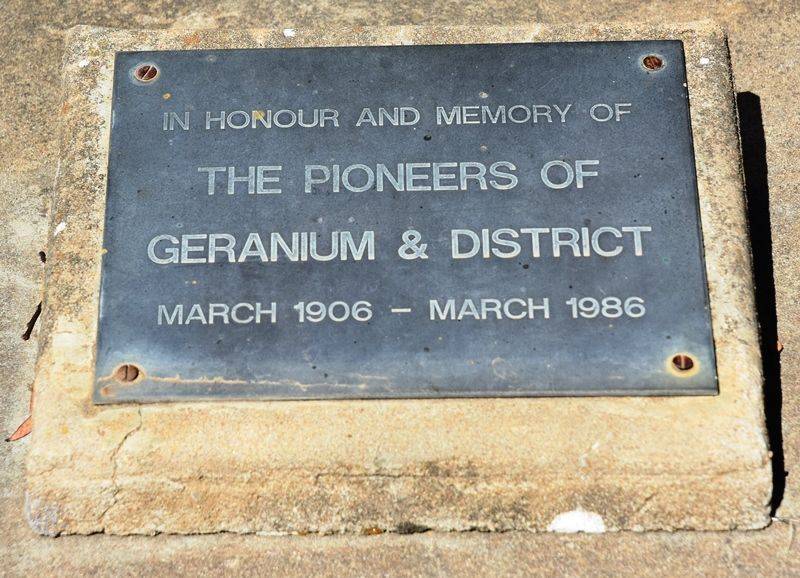 IN HONOUR AND MEMORY OF
THE PIONEERS OF
GERANIUM & DISTRICT
MARCH 1906 – MARCH 1986